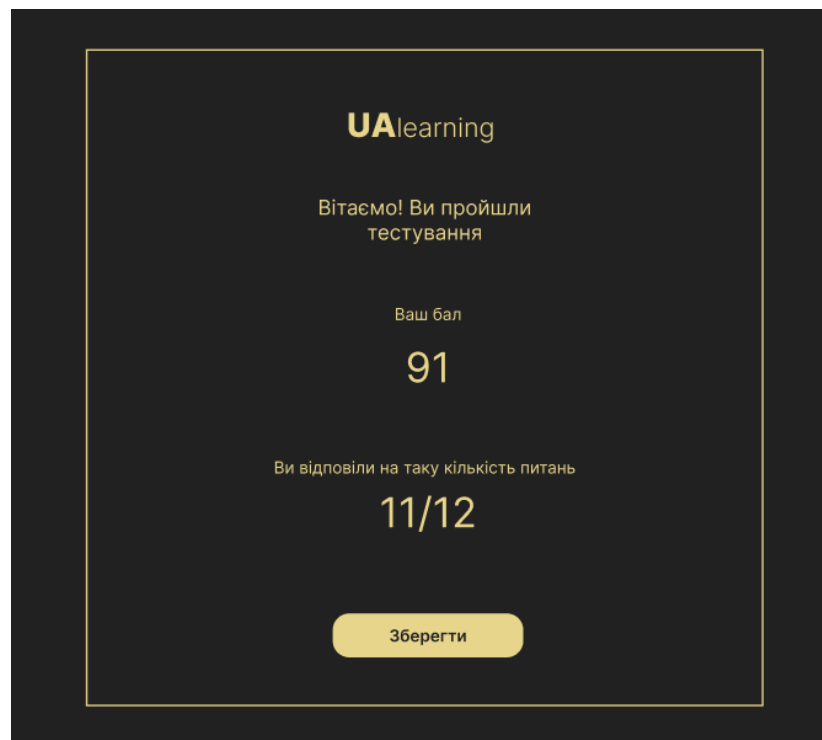 UAlearning
Вітаємо! Ви пройшли
тестування
Ваш бал
91
Ви відповіли на таку кількість питань
11/12
Зберегти